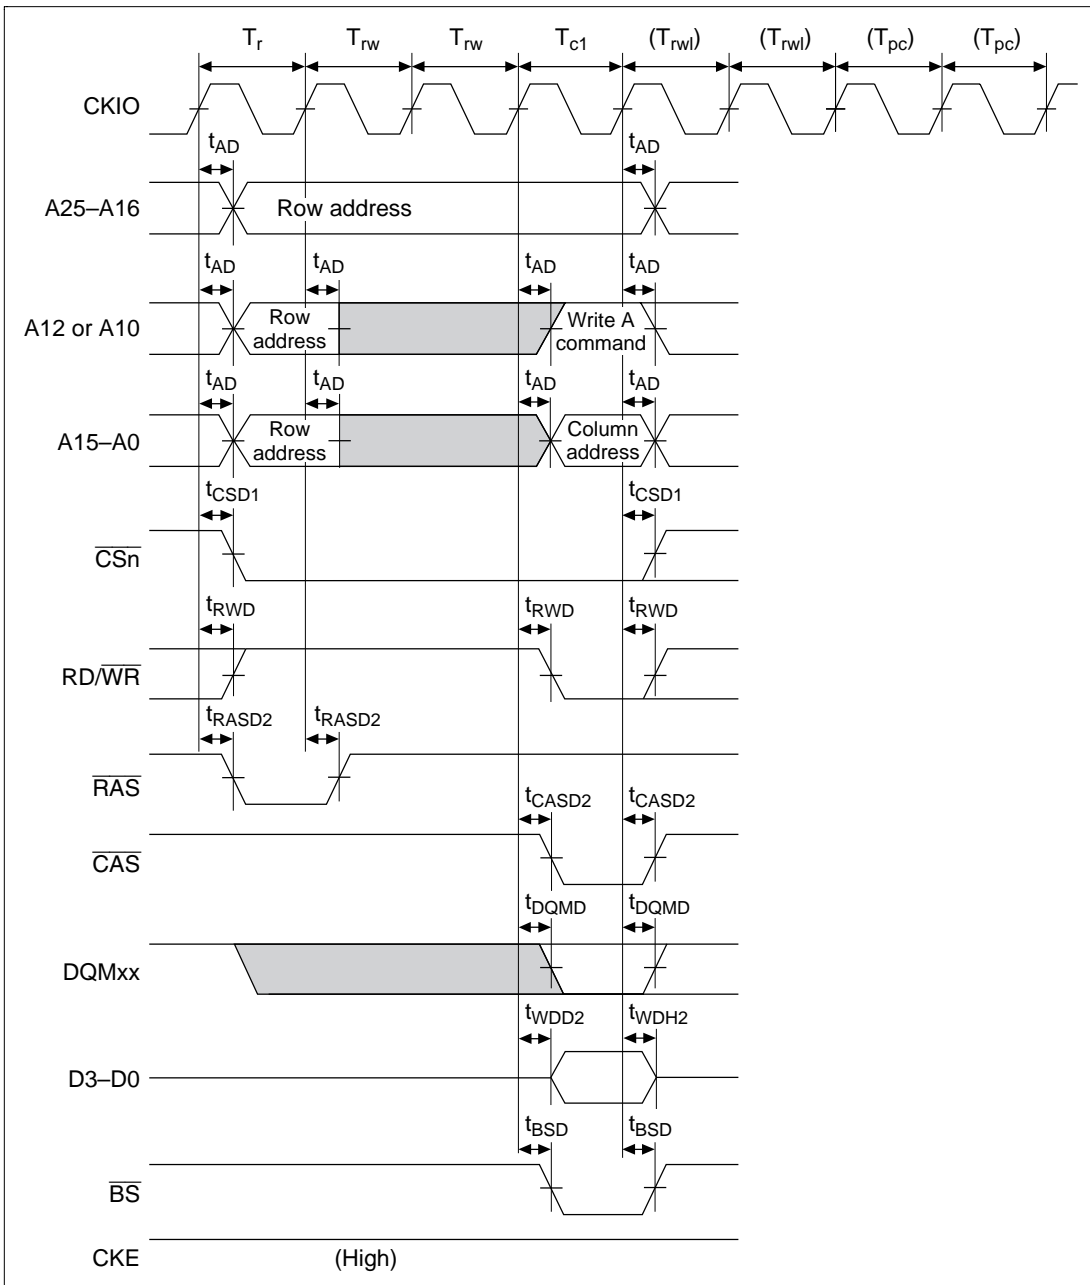 Tr Trw Trw Tc1 (Trwl) (Trwl) (Tpc) (Tpc)
CKIO
tAD tAD
A25–A16 Row address
tAD tAD tAD tAD
A12 or A10 Row address Write A command
tAD tAD tAD tAD
A15–A0 Row address Column address
tCSD1 tCSD1
CSn
tRWD tRWD tRWD
RD/WR
tRASD2 tRASD2
RAS
tCASD2 tCASD2
CAS
tDQMD tDQMD
DQMxx
tWDD2 tWDH2
D3–D0
tBSD tBSD
BS
CKE (High)